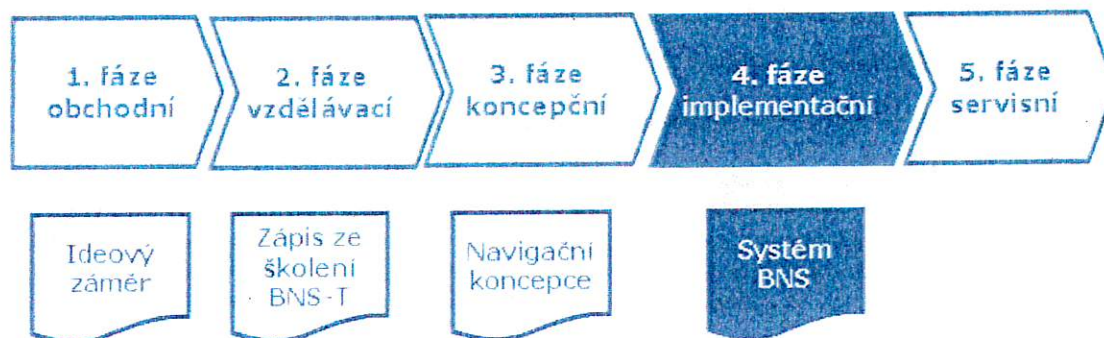 1. fáze
obchodní
2. fáze
vzdělávací
3. fáze
koncepční
4. fáze
implementační
5. fáze
servisní
Ideový
záměr
Zápis ze
školení
BNS-T
Navigační
koncepce
Systém
BNS